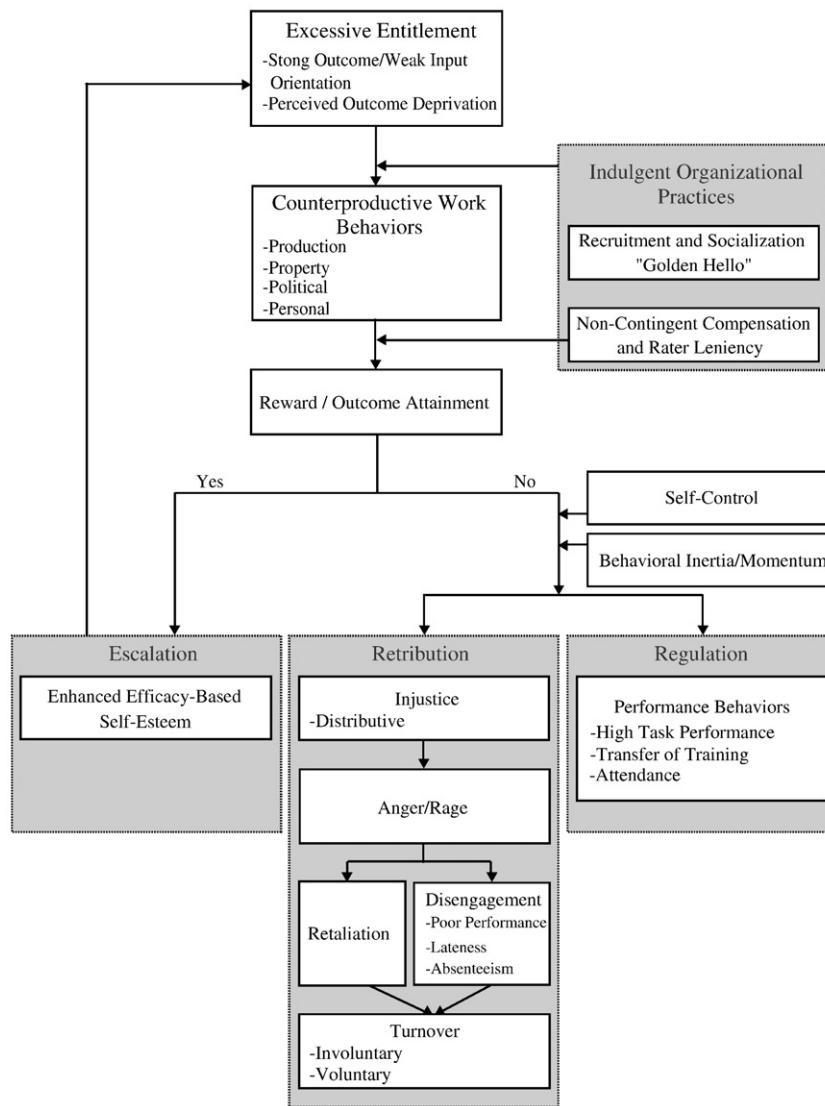 Excessive Entitlement
-Stong Outcome/Weak Input
Orientation
-Perceived Outcome Deprivation
Indulgent Organizational
Practices
Recruitment and Socialization
"Golden Hello"
Non-Contingent Compensation
and Rater Leniency
Counterproductive Work
Behaviors
-Production
-Property
-Political
-Personal
Reward / Outcome Attainment
Yes
No
Self-Control
Behavioral Inertia/Momentum
Escalation
Enhanced Efficacy-Based
Self-Esteem
Retribution
Injustice
-Distributive
Anger/Rage
Retaliation
Disengagement
-Poor Performance
-Lateness
-Absenteeism
Turnover
-Involuntary
-Voluntary
Regulation
Performance Behaviors
-High Task Performance
-Transfer of Training
-Attendance